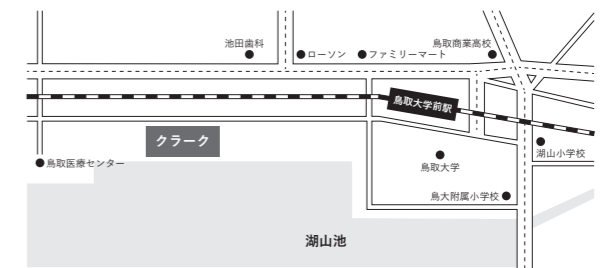 池田歯科
ローソン
ファミリーマート
鳥取商業高校
鳥取大学前駅
クラーク
鳥取医療センター
鳥取大学
湖山小学校
鳥大附属小学校
湖山池